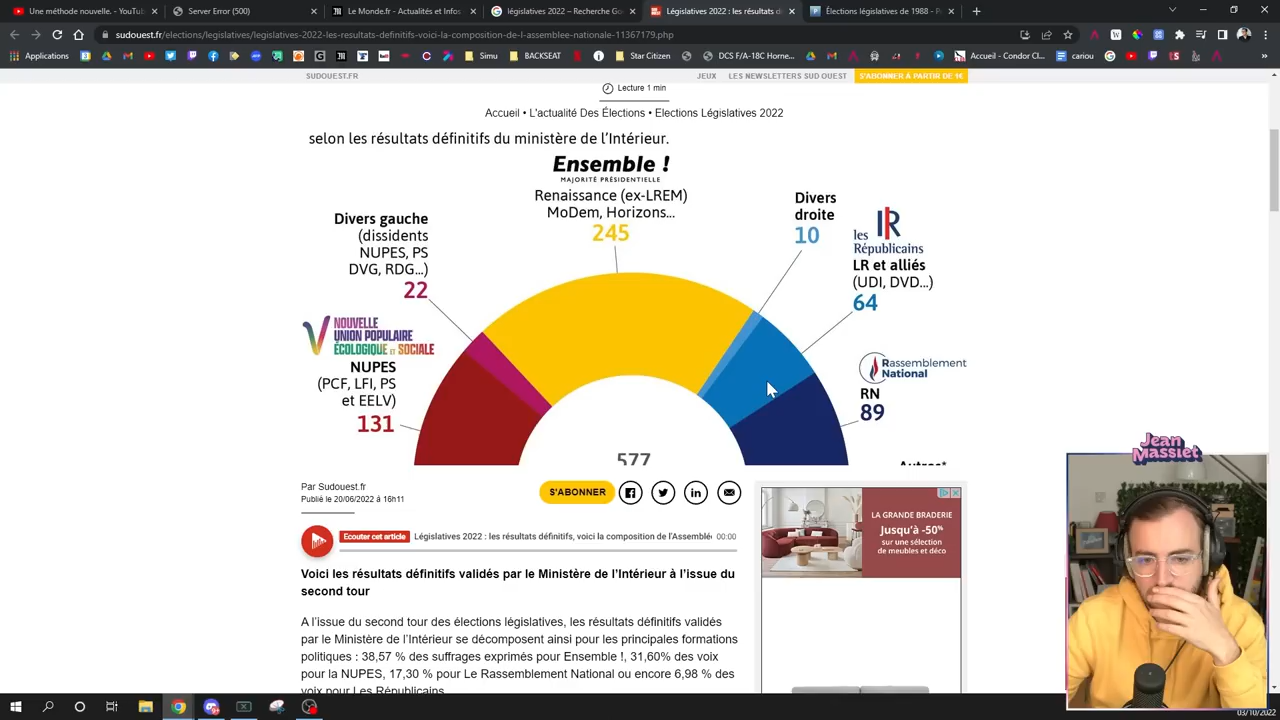 Une méthode nouvelle. - YouTub
Server Error (500)
Le Monde.fr - Actualités et Infos
législatives 2022 – Recherche Go
Législatives 2022 : les résultats d
Élections législatives de 1988 - P
sudouest.fr/elections/legislatives/legislatives-2022-les-resultats-definitifs-voici-la-composition-de-l-assemblee-nationale-11367179.php
Applications
Simu
BACKSEAT
Star Citizen
DCS F/A-18C Horne...
Accueil - Condor Cl...
cariou
SUDOUEST.FR
JEUX
LES NEWSLETTERS SUD OUEST
S'ABONNER À PARTIR DE 1€
Lecture 1 min
Accueil • L'actualité Des Élections • Elections Législatives 2022
selon les résultats définitifs du ministère de l'Intérieur.
Ensemble !
MAJORITÉ PRÉSIDENTIELLE
Renaissance (ex-LREM)
MoDem, Horizons...
245
Divers
droite
10
Divers gauche
(dissidents
NUPES, PS
DVG, RDG...)
22
les
Républicains
LR
LR et alliés
(UDI, DVD...)
64
NOUVELLE
UNION POPULAIRE
ÉCOLOGIQUE ET SOCIALE
NUPES
(PCF, LFI, PS
et EELV)
131
Rassemblement
National
RN
89
577
Autres*
Par Sudouest.fr
Publié le 20/06/2022 à 16h11
S'ABONNER
Ecouter cet article
Législatives 2022 : les résultats définitifs, voici la composition de l'Assemblé
00:00
Voici les résultats définitifs validés par le Ministère de l'Intérieur à l'issue du
second tour
A l'issue du second tour des élections législatives, les résultats définitifs validés
par le Ministère de l'Intérieur se décomposent ainsi pour les principales formations
politiques : 38,57 % des suffrages exprimés pour Ensemble !, 31,60% des voix
pour la NUPES, 17,30 % pour Le Rassemblement National ou encore 6,98 % des
voix pour Les Républicains
LA GRANDE BRADERIE
Jusqu'à -50%
sur une sélection
de meubles et déco
Jean
Massiet
03/10/2022